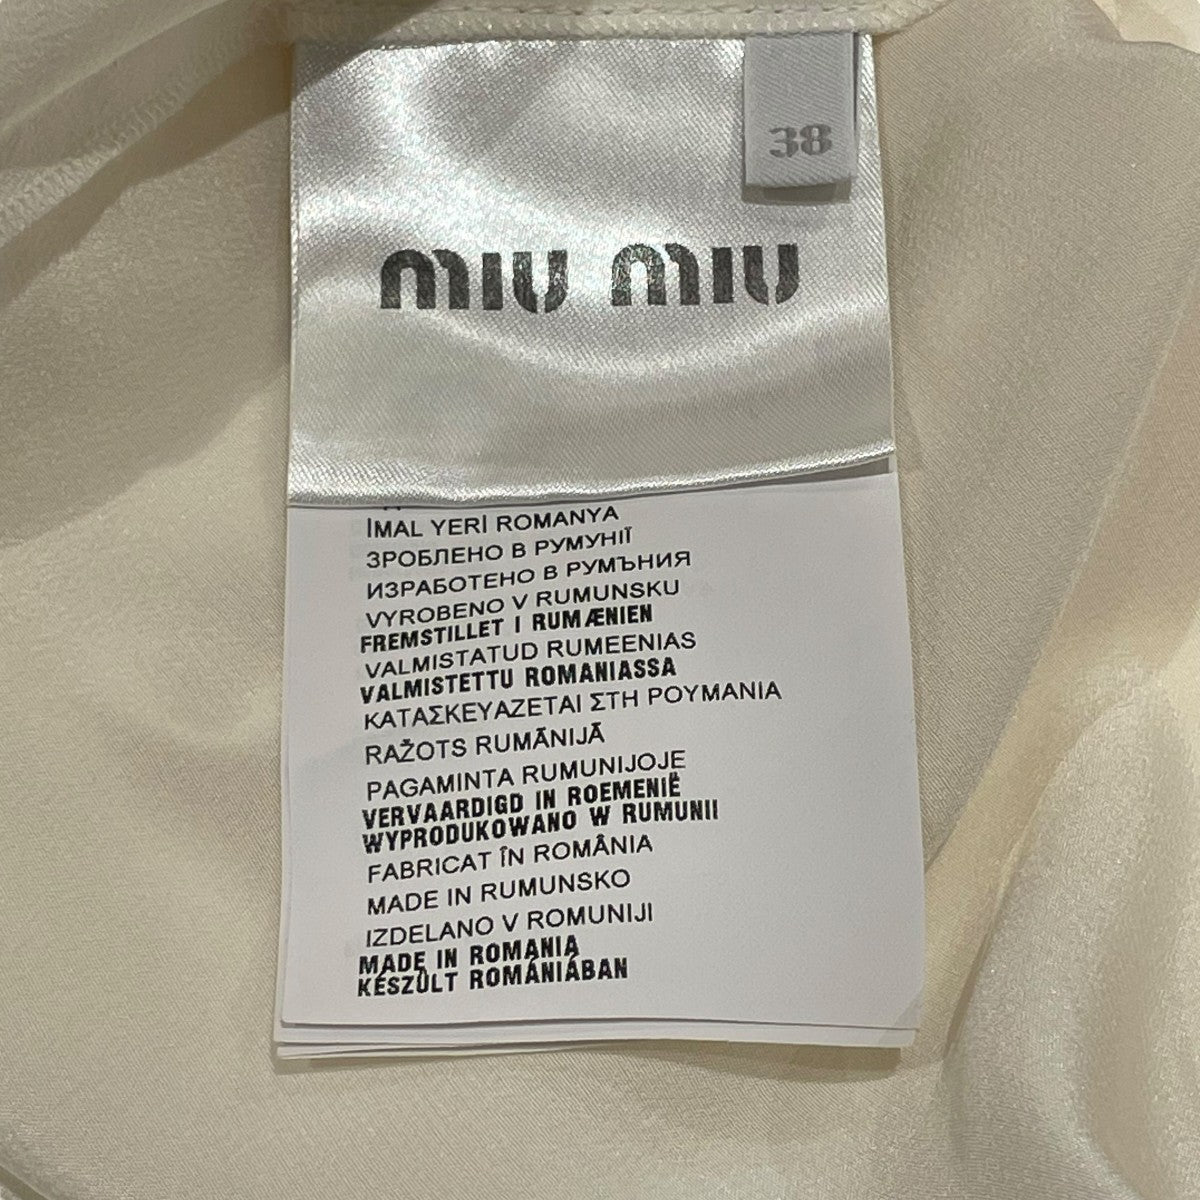 38
MIU MIU
İMAL YERİ ROMANYA
ЗРОБЛЕНО В РУМУНІЇ
ИЗРАБОТЕНО В РУМЪНИЯ
VYROBENO V RUMUNSKU
FREMSTILLET I RUMÆNIEN
VALMISTATUD RUMEENIAS
VALMISTETTU ROMANIASSA
ΚΑΤΑΣΚΕΥΑΖΕΤΑΙ ΣΤΗ ΡΟΥΜΑΝΙΑ
RAŽOTS RUMĀNIJĀ
PAGAMINTA RUMUNIJOJE
VERVAARDIGD IN ROEMENIË
WYPRODUKOWANO W RUMUNII
FABRICAT ÎN ROMÂNIA
MADE IN RUMUNSKO
IZDELANO V ROMUNIJI
MADE IN ROMANIA
KÉSZÜLT ROMÁNIÁBAN